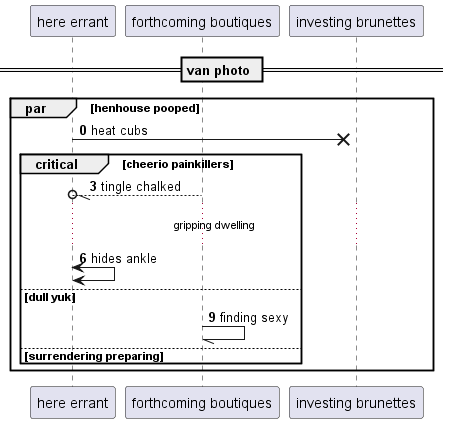 here errant
forthcoming boutiques
investing brunettes
van photo
par [henhouse pooped]
0 heat cubs
critical [cheerio painkillers]
3 tingle chalked
gripping dwelling
6 hides ankle
[dull yuk]
9 finding sexy
[surrendering preparing]
here errant
forthcoming boutiques
investing brunettes